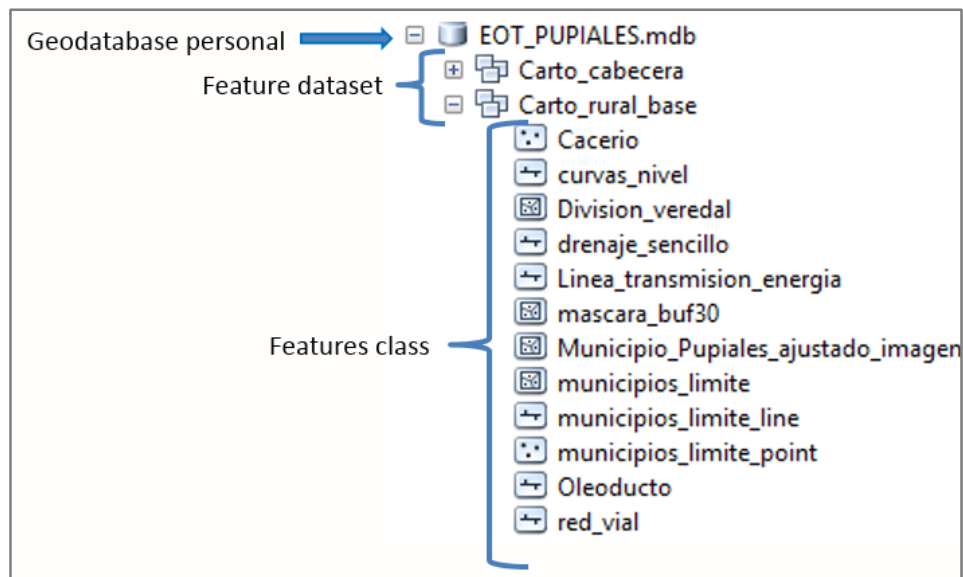 Geodatabase personal
EOT_PUPIALES.mdb
Feature dataset
Carto_cabecera
Carto_rural_base
Features class
Cacerio
curvas_nivel
Division_veredal
drenaje_sencillo
Linea_transmision_energia
mascara_buf30
Municipio_Pupiales_ajustado_imagen
municipios_limite
municipios_limite_line
municipios_limite_point
Oleoducto
red_vial